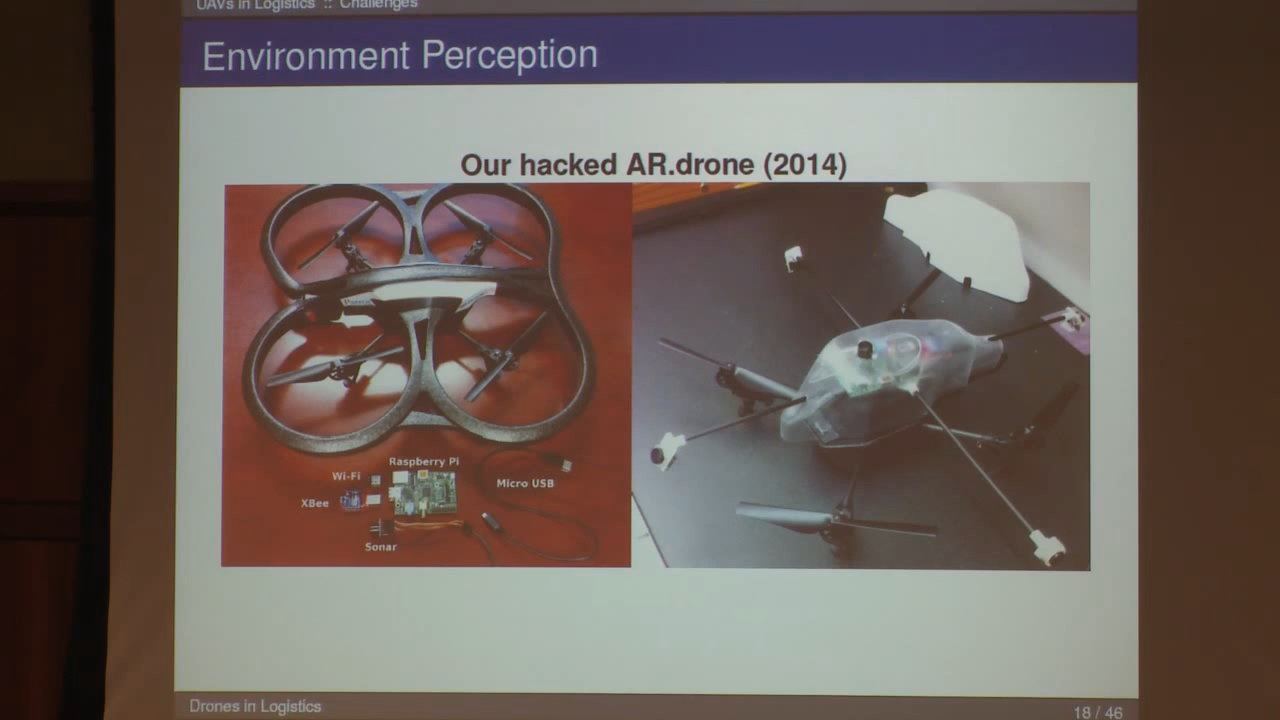 UAVs in Logistics :: Challenges
Environment Perception
Our hacked AR.drone (2014)
Raspberry Pi
Wi-Fi
Micro USB
XBee
Sonar
Drones in Logistics
18 / 46